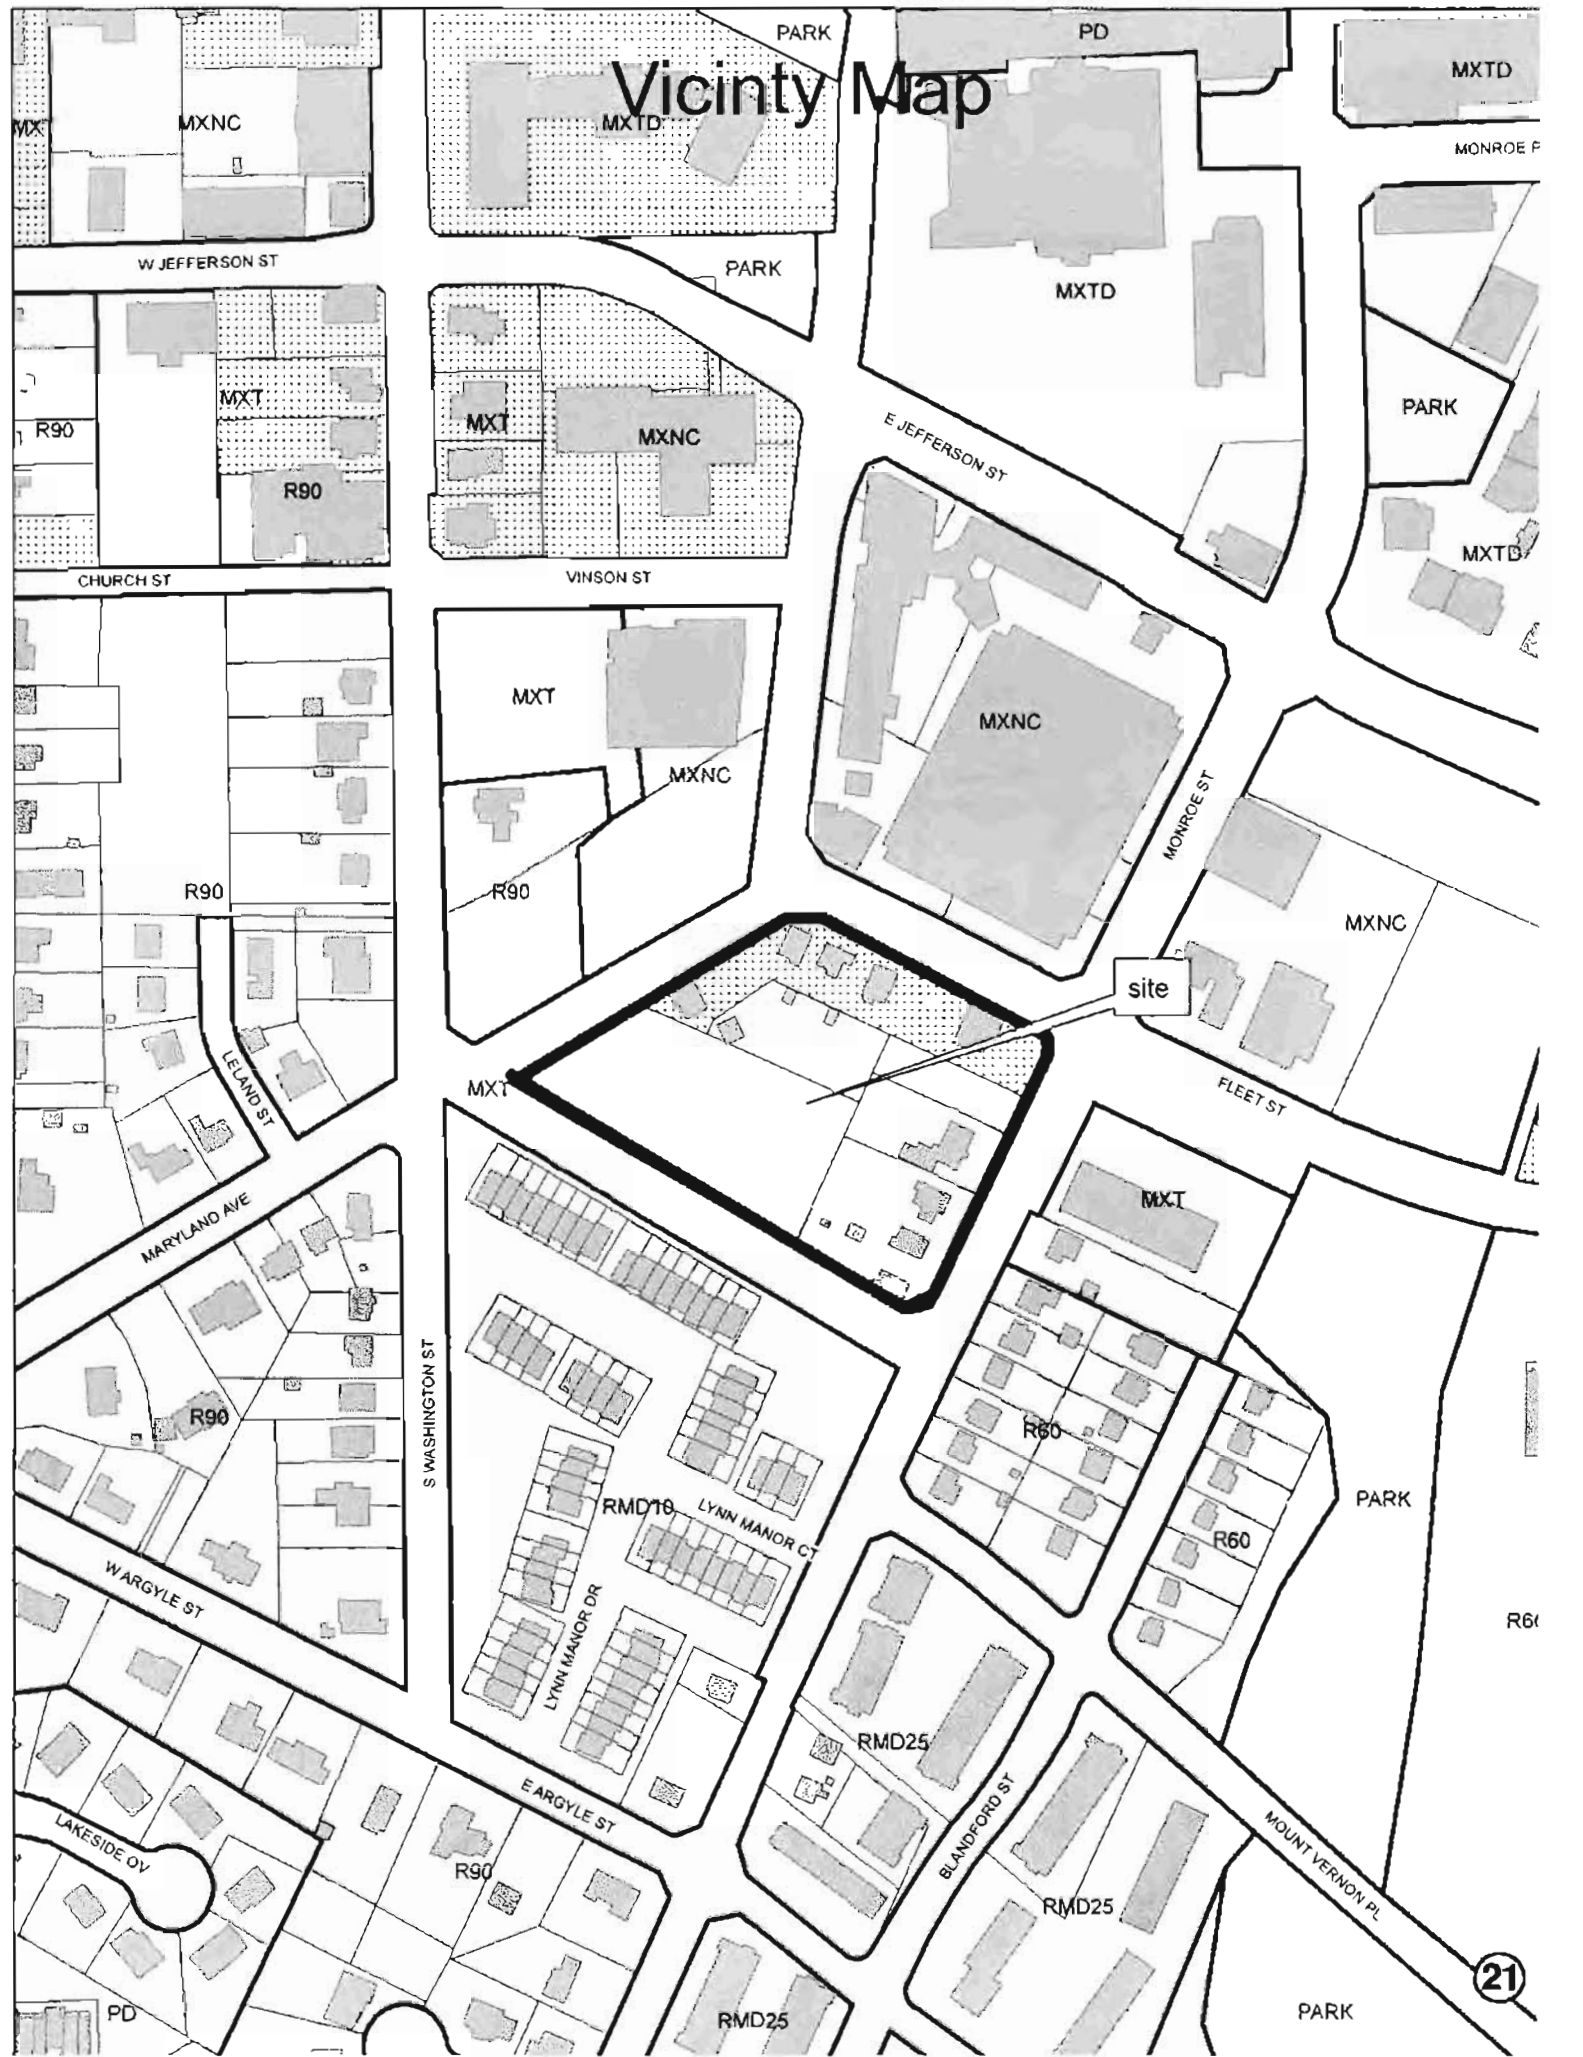 PARK
PD
MXTD
Vicinty Map
MX
MXNC
MXTD
MONROE P
W JEFFERSON ST
PARK
MXTD
MXT
R90
MXT
MXNC
PARK
E JEFFERSON ST
R90
MXTD
CHURCH ST
VINSON ST
MXT
MXNC
MXNC
MONROE ST
R90
R90
MXNC
site
MXT
LELAND ST
FLEET ST
MARYLAND AVE
MXT
S WASHINGTON ST
R90
R60
RMD10
LYNN MANOR CT
PARK
R60
W ARGYLE ST
LYNN MANOR DR
R6
RMD25
E ARGYLE ST
BLANDFORD ST
LAKESIDE OV
MOUNT VERNON PL
R90
RMD25
21
PD
RMD25
PARK